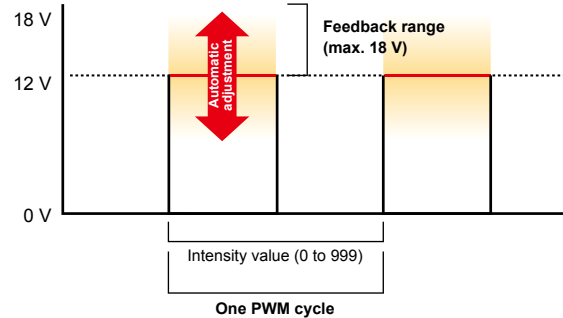 18 V
Feedback range
(max. 18 V)
Automatic
adjustment
12 V
0 V
Intensity value (0 to 999)
One PWM cycle